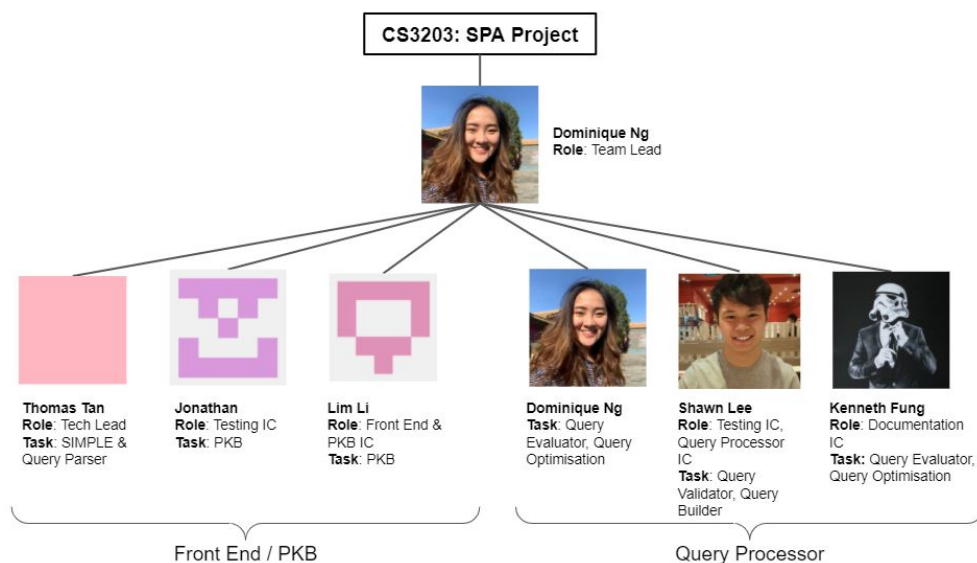 CS3203: SPA Project
Dominique Ng
Role: Team Lead
Thomas Tan
Role: Tech Lead
Task: SIMPLE &
Query Parser
Jonathan
Role: Testing IC
Task: PKB
Lim Li
Role: Front End &
PKB IC
Task: PKB
Dominique Ng
Task: Query
Evaluator, Query
Optimisation
Shawn Lee
Role: Testing IC,
Query Processor
IC
Task: Query
Validator, Query
Builder
Kenneth Fung
Role: Documentation
IC
Task: Query Evaluator,
Query Optimisation
Front End / PKB
Query Processor